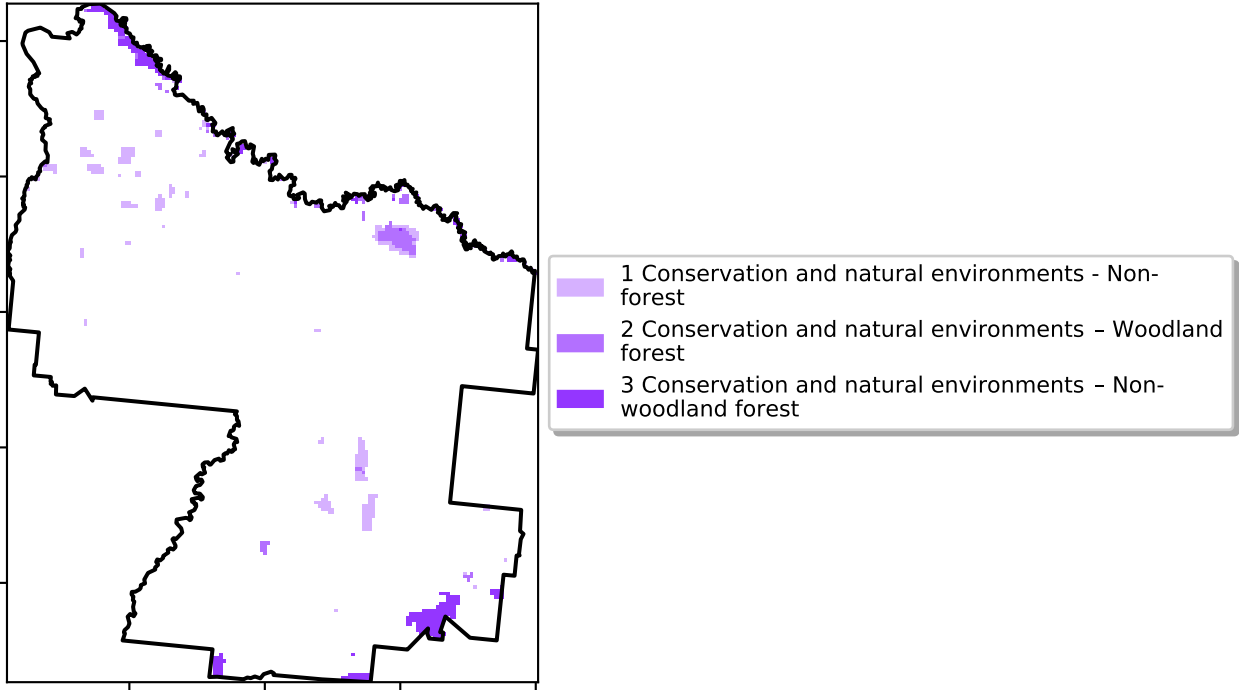 1 Conservation and natural environments - Non-
forest
2 Conservation and natural environments – Woodland
forest
3 Conservation and natural environments – Non-
woodland forest